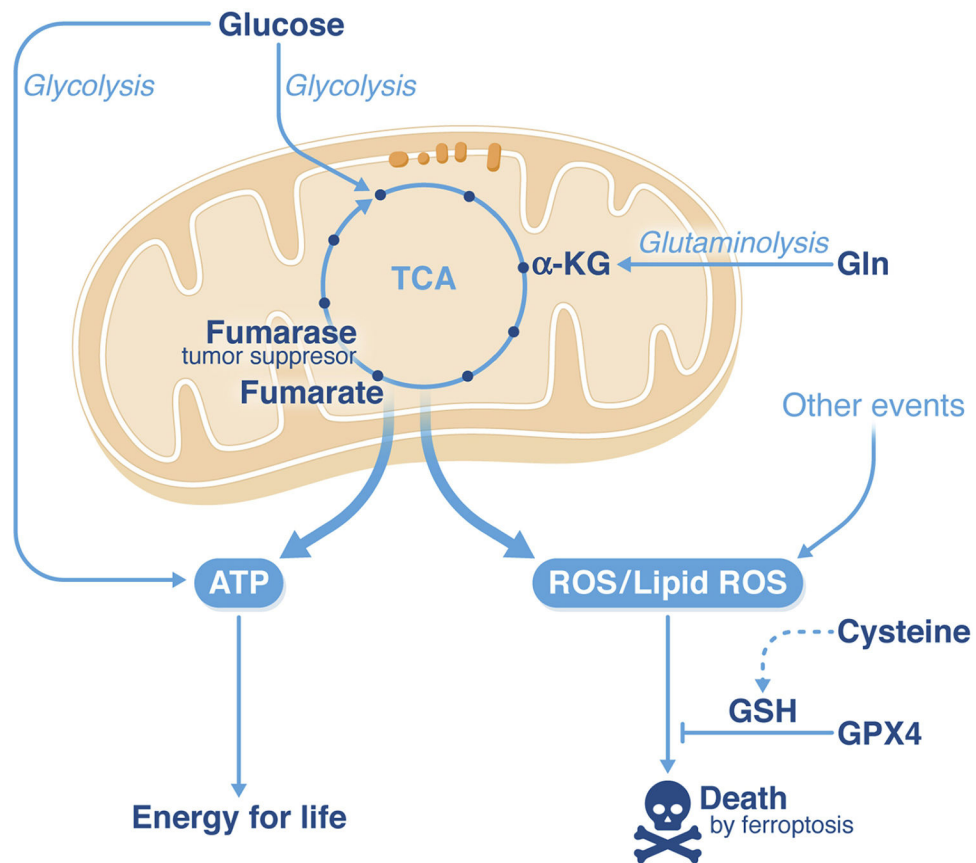 Glucose
Glycolysis
Glycolysis
Glutaminolysis
α-KG
Gln
TCA
Fumarase
tumor suppresor
Fumarate
Other events
ATP
ROS/Lipid ROS
Cysteine
GSH
GPX4
Energy for life
Death
by ferroptosis